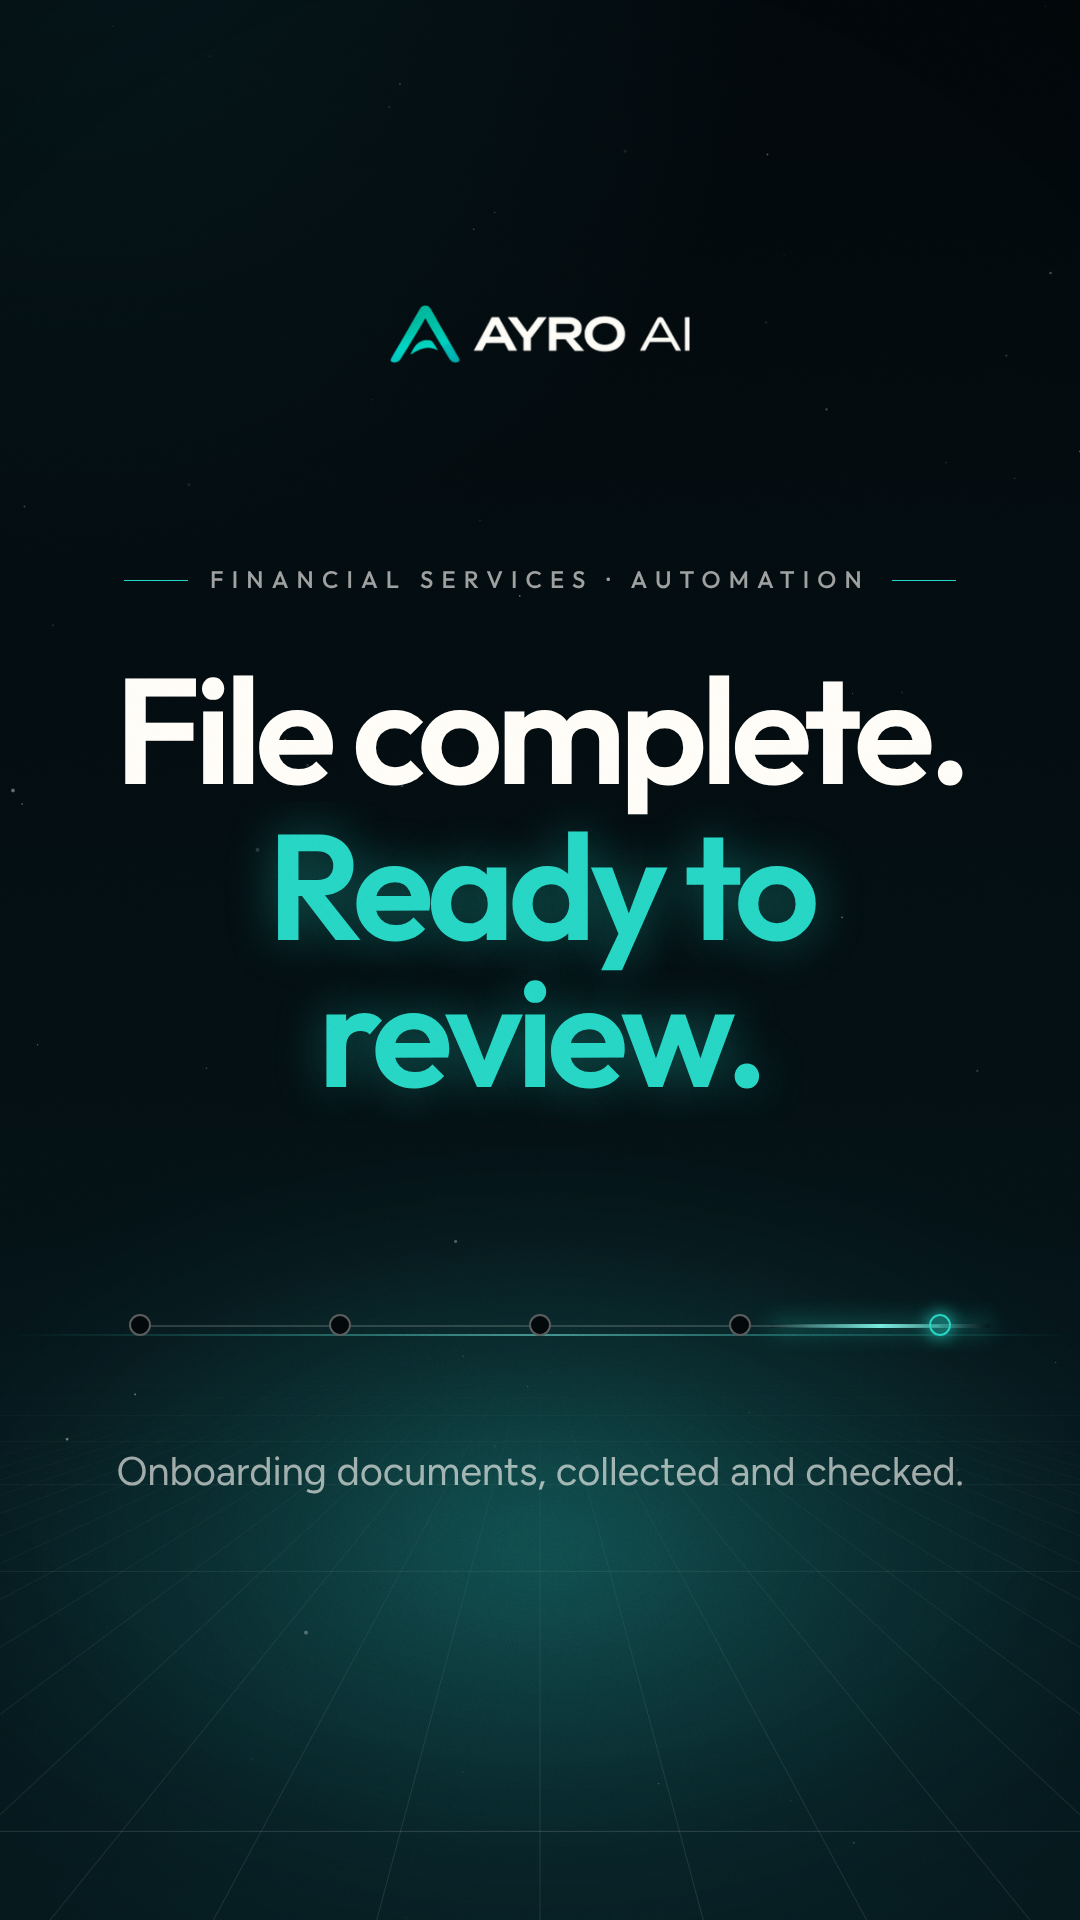 AYRO AI
FINANCIAL SERVICES · AUTOMATION
File complete.
Ready to
review.
Onboarding documents, collected and checked.